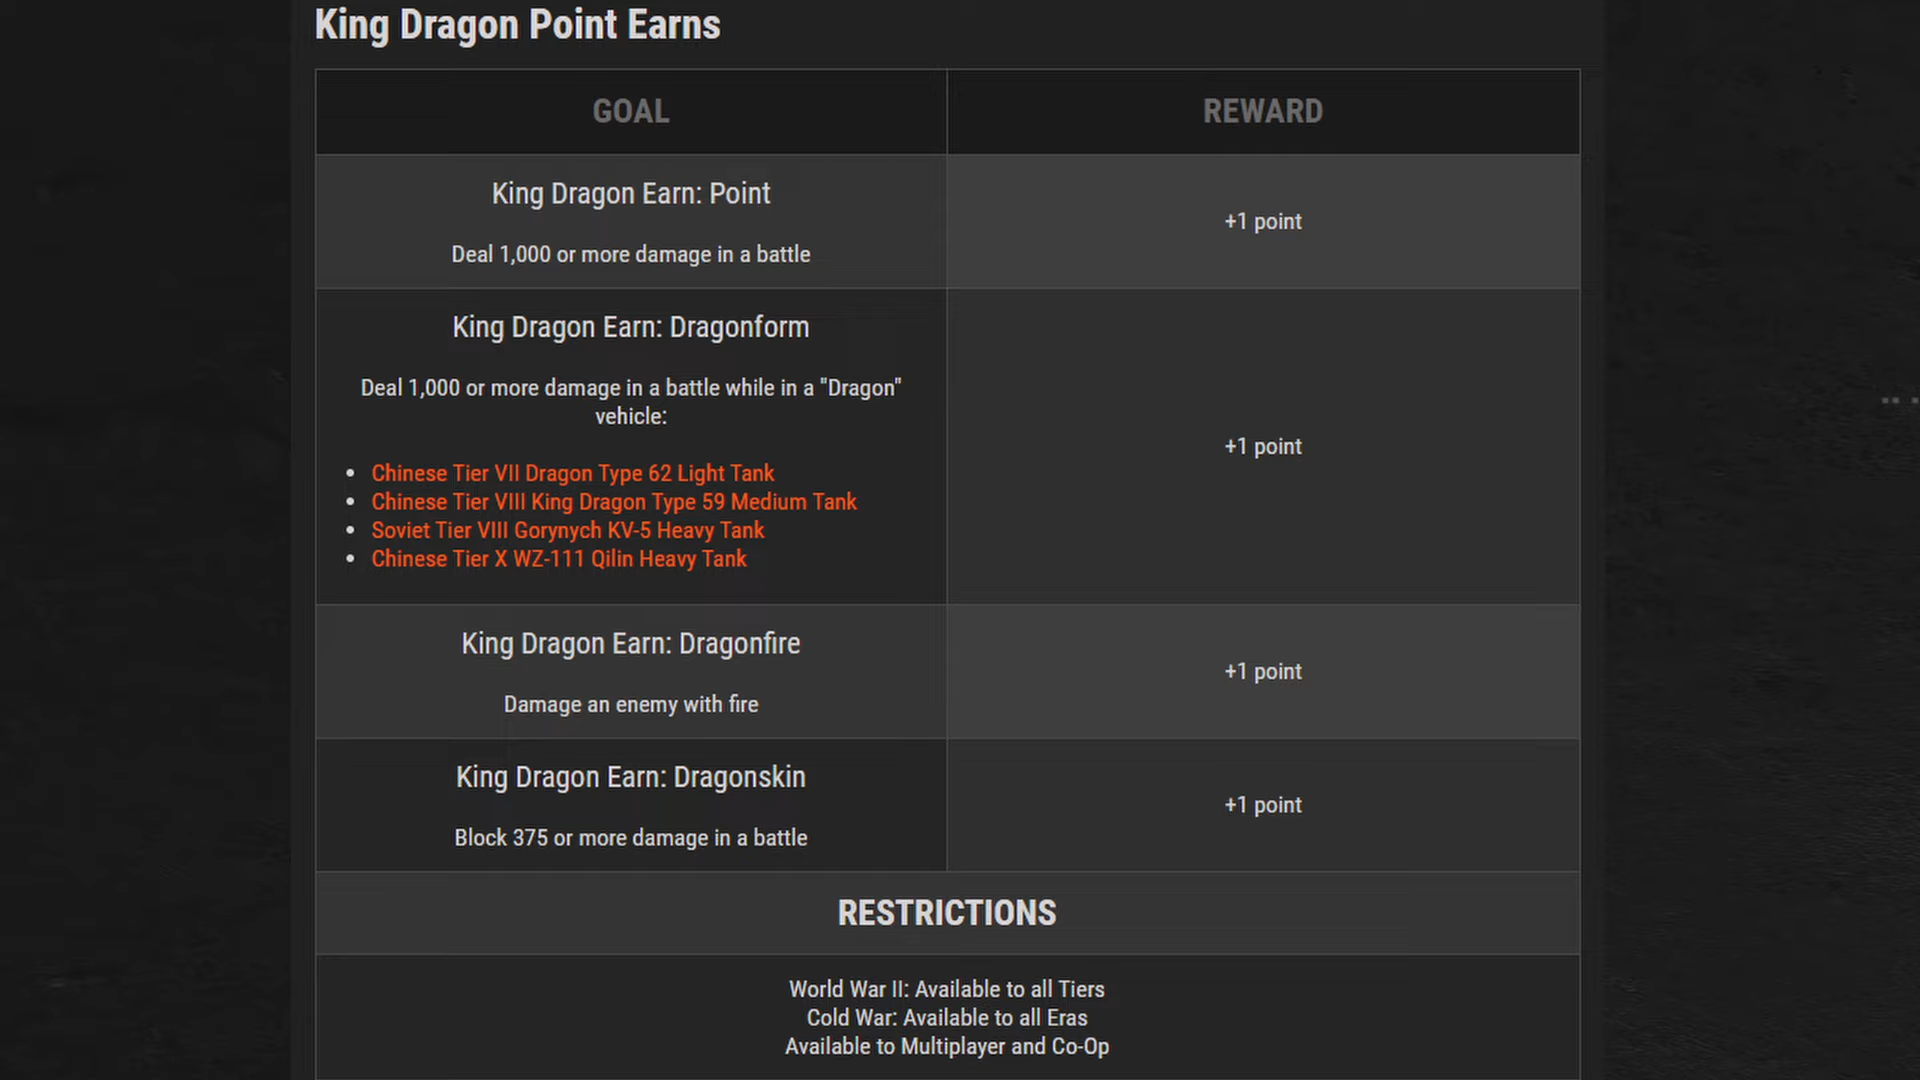 King Dragon Point Earns
GOAL
REWARD
King Dragon Earn: Point
Deal 1,000 or more damage in a battle
+1 point
King Dragon Earn: Dragonform
Deal 1,000 or more damage in a battle while in a "Dragon"
vehicle:
Chinese Tier VII Dragon Type 62 Light Tank
Chinese Tier VIII King Dragon Type 59 Medium Tank
Soviet Tier VIII Gorynych KV-5 Heavy Tank
Chinese Tier X WZ-111 Qilin Heavy Tank
+1 point
King Dragon Earn: Dragonfire
Damage an enemy with fire
+1 point
King Dragon Earn: Dragonskin
Block 375 or more damage in a battle
+1 point
RESTRICTIONS
World War II: Available to all Tiers
Cold War: Available to all Eras
Available to Multiplayer and Co-Op